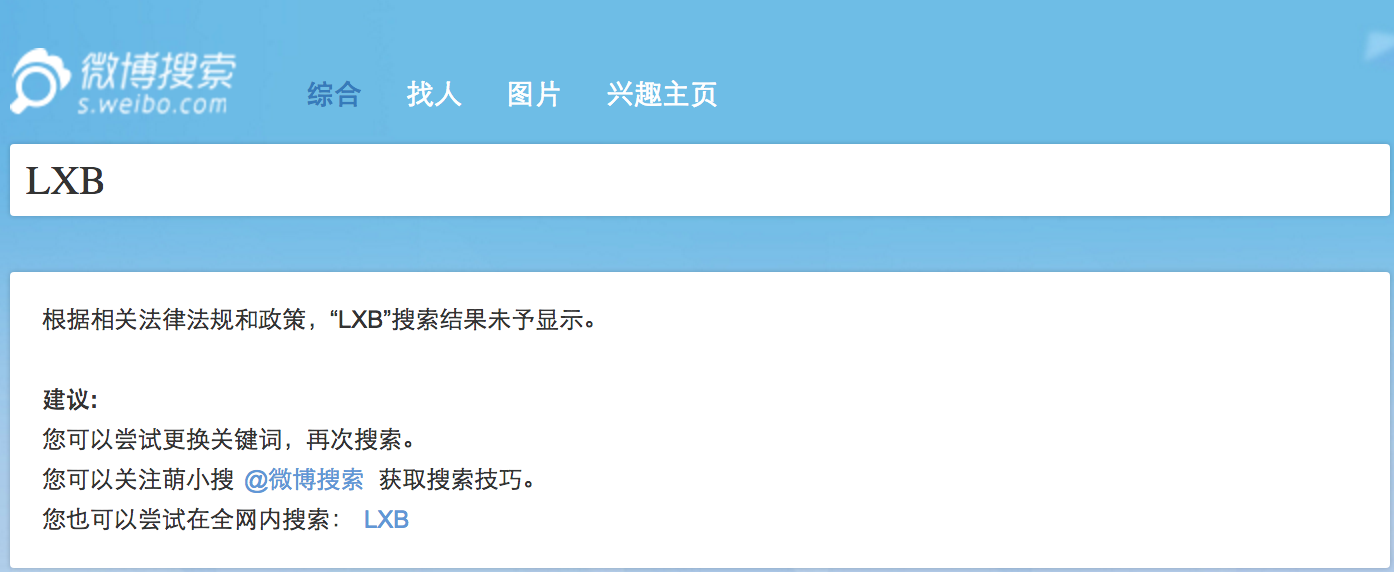 微博搜索
s.weibo.com
综合 找人 图片 兴趣主页
LXB
根据相关法律法规和政策，“LXB”搜索结果未予显示。
建议:
您可以尝试更换关键词，再次搜索。
您可以关注萌小搜 @微博搜索 获取搜索技巧。
您也可以尝试在全网内搜索： LXB